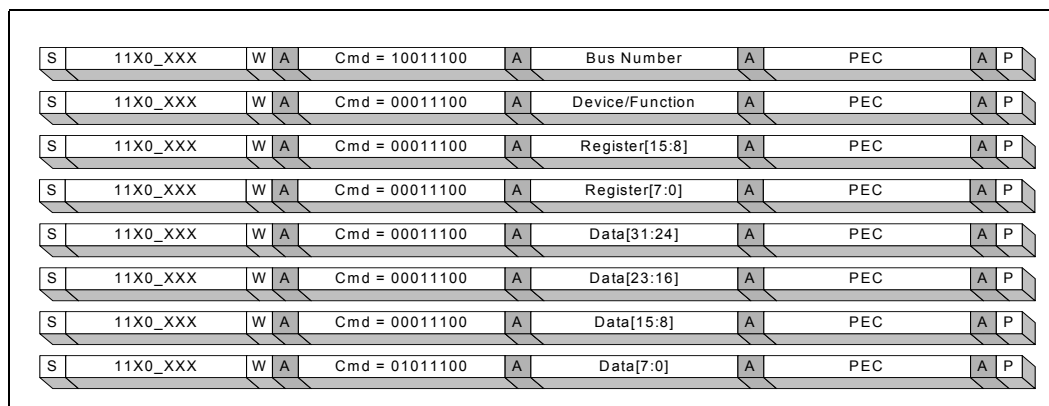 S 11X0_XXX W A Cmd = 10011100 A Bus Number A PEC A P
S 11X0_XXX W A Cmd = 00011100 A Device/Function A PEC A P
S 11X0_XXX W A Cmd = 00011100 A Register[15:8] A PEC A P
S 11X0_XXX W A Cmd = 00011100 A Register[7:0] A PEC A P
S 11X0_XXX W A Cmd = 00011100 A Data[31:24] A PEC A P
S 11X0_XXX W A Cmd = 00011100 A Data[23:16] A PEC A P
S 11X0_XXX W A Cmd = 00011100 A Data[15:8] A PEC A P
S 11X0_XXX W A Cmd = 01011100 A Data[7:0] A PEC A P